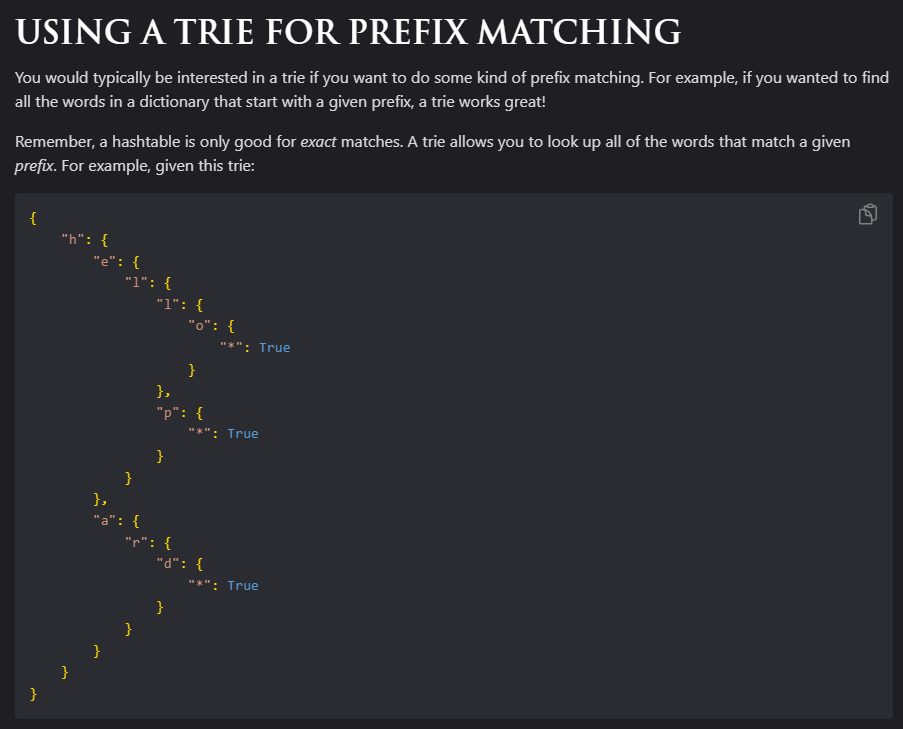 USING A TRIE FOR PREFIX MATCHING
You would typically be interested in a trie if you want to do some kind of prefix matching. For example, if you wanted to find
all the words in a dictionary that start with a given prefix, a trie works great!
Remember, a hashtable is only good for exact matches. A trie allows you to look up all of the words that match a given
prefix. For example, given this trie:
{
    "h": {
        "e": {
            "l": {
                "l": {
                    "o": {
                        "*": True
                    }
                },
                "p": {
                    "*": True
                }
            }
        },
        "a": {
            "r": {
                "d": {
                    "*": True
                }
            }
        }
    }
}